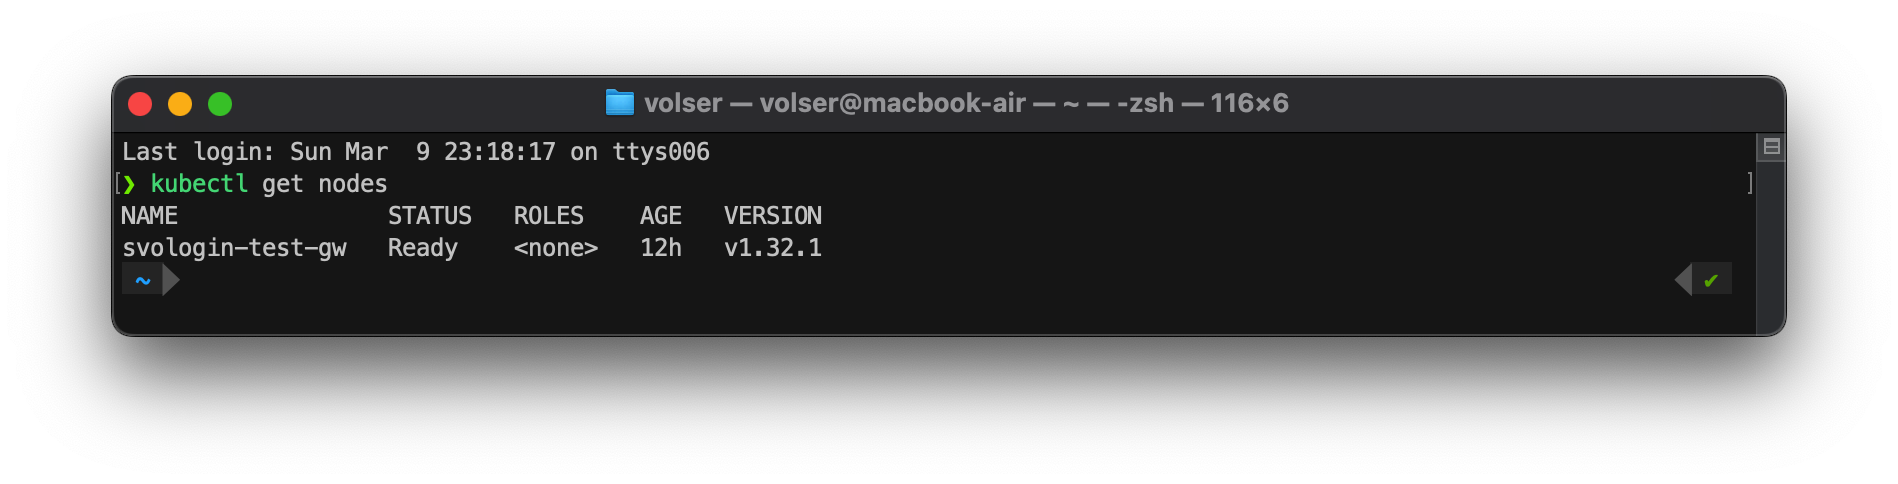 volser — volser@macbook-air — ~ — -zsh — 116×6
Last login: Sun Mar  9 23:18:17 on ttys006
[❯ kubectl get nodes ]
NAME               STATUS   ROLES    AGE   VERSION
svologin-test-gw   Ready    <none>   12h   v1.32.1
~ ✔